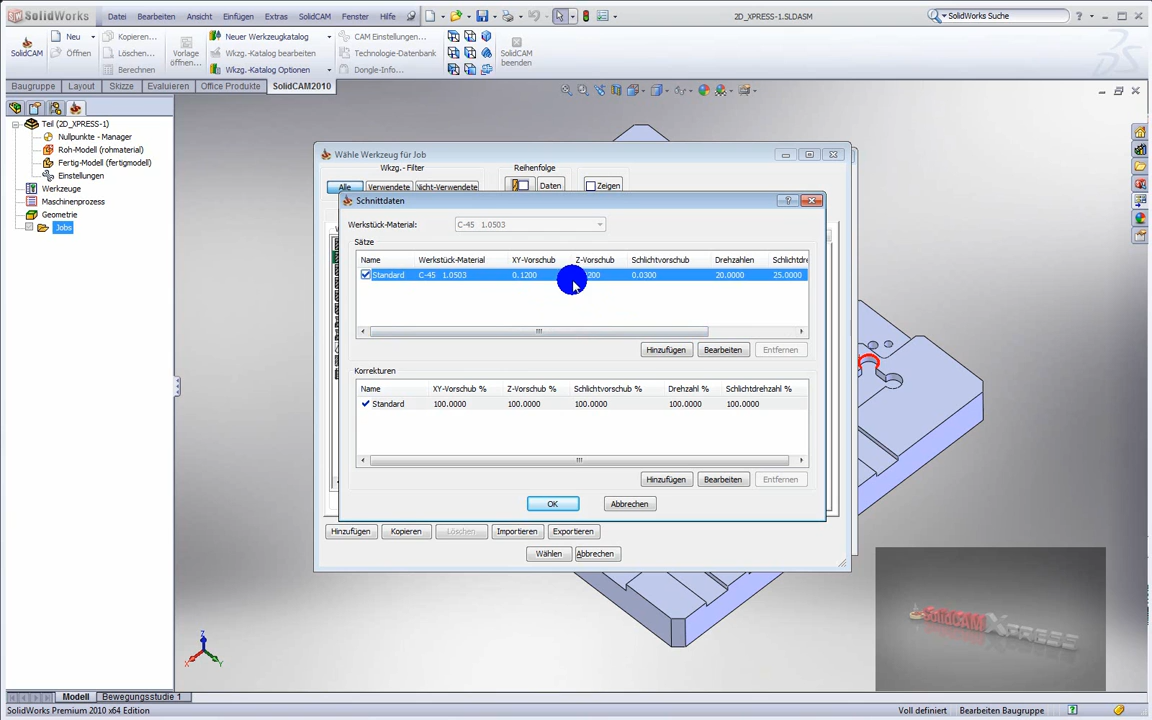 SolidWorks
Datei Bearbeiten Ansicht Einfügen Extras SolidCAM Fenster Hilfe
2D_XPRESS-1.SLDASM
SolidWorks Suche
SolidCAM
Neu
Öffnen
Kopieren...
Löschen...
Berechnen
Vorlage öffnen...
Neuer Werkzeugkatalog
Wkzg.-Katalog bearbeiten
Wkzg.-Katalog Optionen
CAM Einstellungen...
Technologie-Datenbank
Dongle-Info...
SolidCAM beenden
Baugruppe Layout Skizze Evaluieren Office Produkte SolidCAM2010
Teil (2D_XPRESS-1)
Nullpunkte - Manager
Roh-Modell (rohmaterial)
Fertig-Modell (fertigmodell)
Einstellungen
Werkzeuge
Maschinenprozess
Geometrie
Jobs
Wähle Werkzeug für Job
Wkzg.- Filter
Reihenfolge
Alle Verwendete Nicht-Verwendete Daten Zeigen
Schnittdaten
Werkstück-Material: C-45 1.0503
Sätze
Name Werkstück-Material XY-Vorschub Z-Vorschub Schlichtvorschub Drehzahlen Schlichtdre
Standard C-45 1.0503 0.1200 200 0.0300 20.0000 25.0000
Hinzufügen Bearbeiten Entfernen
Korrekturen
Name XY-Vorschub % Z-Vorschub % Schlichtvorschub % Drehzahl % Schlichtdrehzahl %
Standard 100.0000 100.0000 100.0000 100.0000 100.0000
Hinzufügen Bearbeiten Entfernen
OK Abbrechen
Hinzufügen Kopieren Löschen Importieren Exportieren
Wählen Abbrechen
SolidCAM Xpress
Z
X
Y
Modell Bewegungsstudie 1
SolidWorks Premium 2010 x64 Edition
Voll definiert Bearbeiten Baugruppe